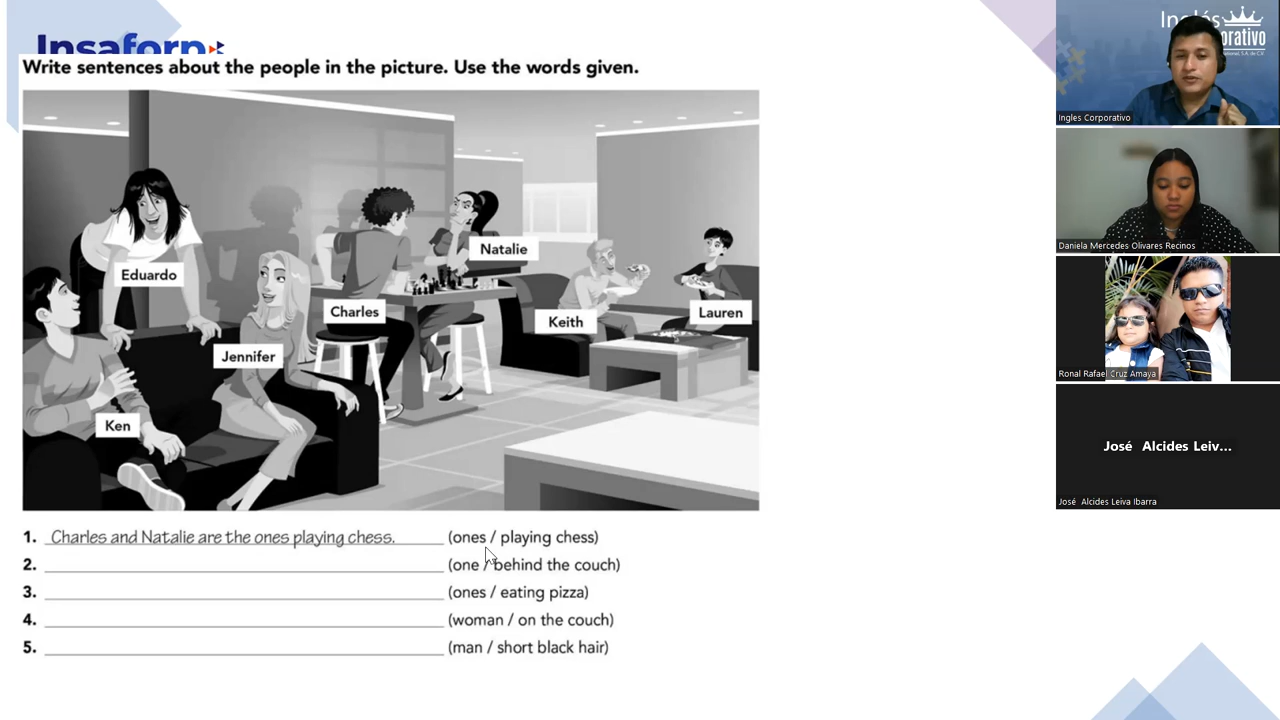 Insaforp
Write sentences about the people in the picture. Use the words given.
Eduardo
Natalie
Charles
Keith
Lauren
Jennifer
Ken
1. Charles and Natalie are the ones playing chess. (ones / playing chess)
2. (one / behind the couch)
3. (ones / eating pizza)
4. (woman / on the couch)
5. (man / short black hair)
Inglés
Ingles Corporativo
Daniela Mercedes Olivares Recinos
Ronal Rafael Cruz Amaya
José Alcides Leiv...
José Alcides Leiva Ibarra